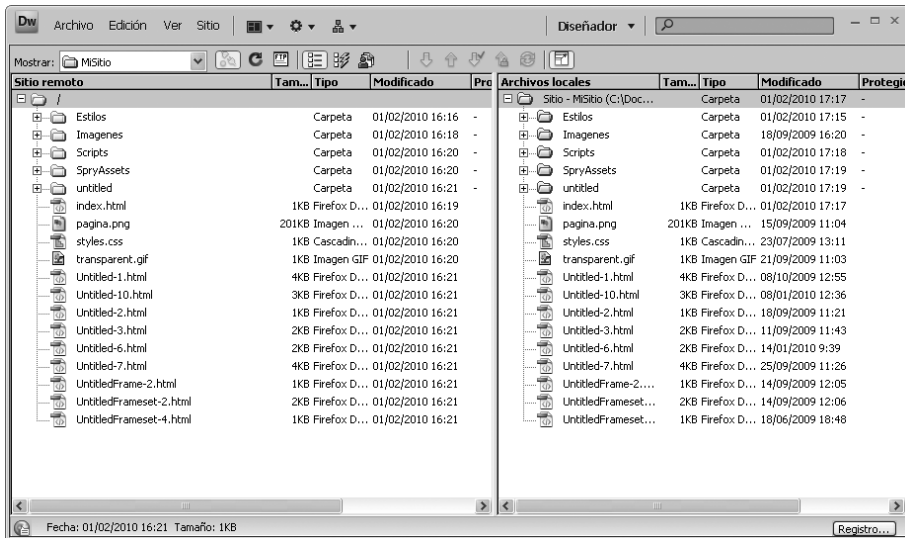 Dw Archivo Edición Ver Sitio Diseñador
Mostrar: MiSitio
Sitio remoto Tam... Tipo Modificado Pro
/
Estilos Carpeta 01/02/2010 16:16 -
Imagenes Carpeta 01/02/2010 16:18 -
Scripts Carpeta 01/02/2010 16:20 -
SpryAssets Carpeta 01/02/2010 16:20 -
untitled Carpeta 01/02/2010 16:21 -
index.html 1KB Firefox D... 01/02/2010 16:19
pagina.png 201KB Imagen ... 01/02/2010 16:20
styles.css 1KB Cascadin... 01/02/2010 16:20
transparent.gif 1KB Imagen GIF 01/02/2010 16:20
Untitled-1.html 4KB Firefox D... 01/02/2010 16:21
Untitled-10.html 3KB Firefox D... 01/02/2010 16:21
Untitled-2.html 1KB Firefox D... 01/02/2010 16:21
Untitled-3.html 2KB Firefox D... 01/02/2010 16:21
Untitled-6.html 2KB Firefox D... 01/02/2010 16:21
Untitled-7.html 4KB Firefox D... 01/02/2010 16:21
UntitledFrame-2.html 1KB Firefox D... 01/02/2010 16:21
UntitledFrameset-2.html 2KB Firefox D... 01/02/2010 16:21
UntitledFrameset-4.html 1KB Firefox D... 01/02/2010 16:21
Archivos locales Tam... Tipo Modificado Protegid
Sitio - MiSitio (C:\Doc... Carpeta 01/02/2010 17:17 -
Estilos Carpeta 01/02/2010 17:15 -
Imagenes Carpeta 18/09/2009 16:20 -
Scripts Carpeta 01/02/2010 17:18 -
SpryAssets Carpeta 01/02/2010 17:19 -
untitled Carpeta 01/02/2010 17:19 -
index.html 1KB Firefox D... 01/02/2010 17:17
pagina.png 201KB Imagen ... 15/09/2009 11:04
styles.css 1KB Cascadin... 23/07/2009 13:11
transparent.gif 1KB Imagen GIF 21/09/2009 11:03
Untitled-1.html 4KB Firefox D... 08/10/2009 12:55
Untitled-10.html 3KB Firefox D... 08/01/2010 12:36
Untitled-2.html 1KB Firefox D... 18/09/2009 11:21
Untitled-3.html 2KB Firefox D... 11/09/2009 11:43
Untitled-6.html 2KB Firefox D... 14/01/2010 9:39
Untitled-7.html 4KB Firefox D... 25/09/2009 11:26
UntitledFrame-2.... 1KB Firefox D... 14/09/2009 12:05
UntitledFrameset... 2KB Firefox D... 14/09/2009 12:06
UntitledFrameset... 1KB Firefox D... 18/06/2009 18:48
Fecha: 01/02/2010 16:21 Tamaño: 1KB Registro...